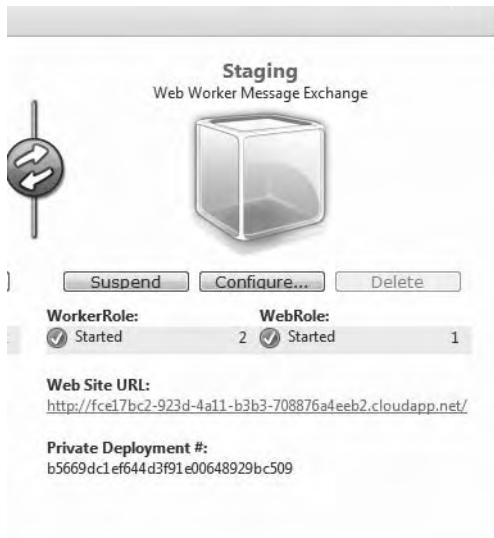 Staging
Web Worker Message Exchange
Suspend Configure... Delete
WorkerRole: WebRole:
Started 2 Started 1
Web Site URL:
http://fce17bc2-923d-4a11-b3b3-708876a4eeb2.cloudapp.net/
Private Deployment #:
b5669dc1ef644d3f91e00648929bc509